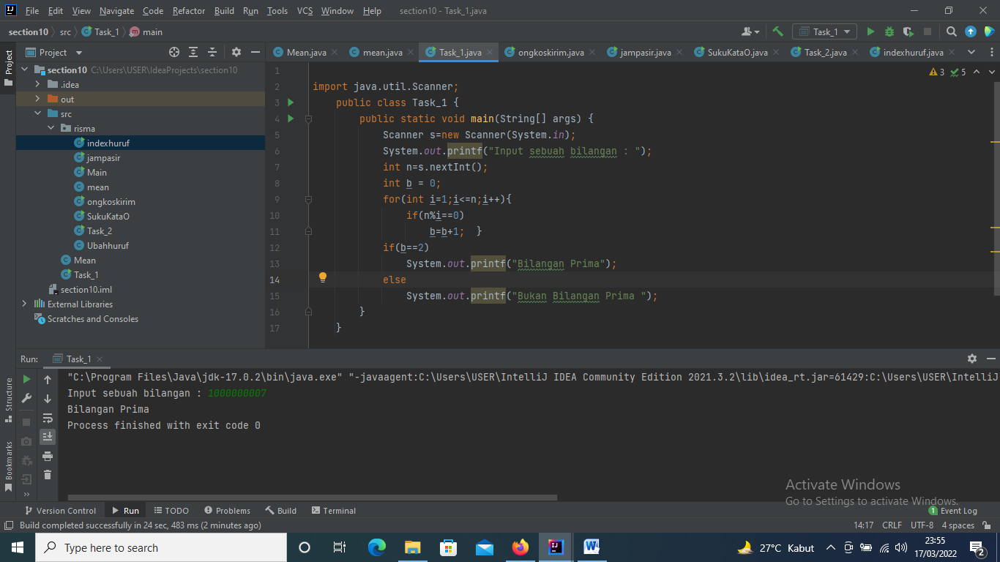 File Edit View Navigate Code Refactor Build Run Tools VCS Window Help section10 - Task_1.java
section10 src Task_1 main
Task_1
Project
Mean.java mean.java Task_1.java ongkoskirim.java jampasir.java SukuKataO.java Task_2.java indexhuruf.java
Project
section10 C:\Users\USER\IdeaProjects\section10
.idea
out
src
risma
indexhuruf
jampasir
Main
mean
ongkoskirim
SukuKataO
Task_2
Ubahhuruf
Mean
Task_1
section10.iml
External Libraries
Scratches and Consoles
3 5
1
2 import java.util.Scanner;
3 public class Task_1 {
4 public static void main(String[] args) {
5 Scanner s=new Scanner(System.in);
6 System.out.printf("Input sebuah bilangan : ");
7 int n=s.nextInt();
8 int b = 0;
9 for(int i=1;i<=n;i++){
10 if(n%i==0)
11 b=b+1; }
12 if(b==2)
13 System.out.printf("Bilangan Prima");
14 else
15 System.out.printf("Bukan Bilangan Prima ");
16 }
17 }
Run: Task_1
"C:\Program Files\Java\jdk-17.0.2\bin\java.exe" "-javaagent:C:\Users\USER\IntelliJ IDEA Community Edition 2021.3.2\lib\idea_rt.jar=61429:C:\Users\USER\IntelliJ
Input sebuah bilangan : 1000000007
Bilangan Prima
Process finished with exit code 0
Structure
Bookmarks
Activate Windows
Go to Settings to activate Windows.
Version Control Run TODO Problems Build Terminal 1 Event Log
Build completed successfully in 24 sec, 483 ms (2 minutes ago) 14:17 CRLF UTF-8 4 spaces
Type here to search
27°C Kabut
23:55
17/03/2022
2